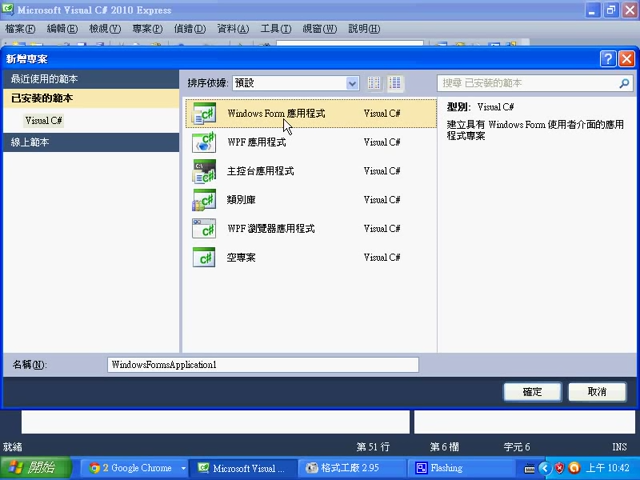 Microsoft Visual C# 2010 Express
檔案(F) 編輯(E) 檢視(V) 專案(P) 偵錯(D) 資料(A) 工具(I) 視窗(W) 說明(H)
新增專案
最近使用的範本
已安裝的範本
Visual C#
線上範本
排序依據: 預設
搜尋 已安裝的範本
Windows Form 應用程式 Visual C#
WPF 應用程式 Visual C#
主控台應用程式 Visual C#
類別庫 Visual C#
WPF 瀏覽器應用程式 Visual C#
空專案 Visual C#
型別: Visual C#
建立具有 Windows Form 使用者介面的應用
程式專案
名稱(N): WindowsFormsApplication1
確定 取消
就緒 第 51 行 第 6 欄 字元 6 INS
開始 2 Google Chrome Microsoft Visual ... 格式工廠 2.95 Flashing 上午 10:42